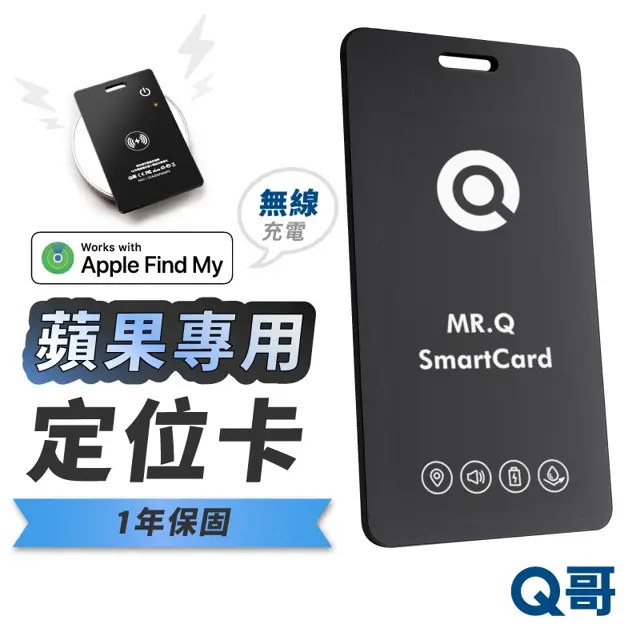 無線
充電
Works with
Apple Find My
蘋果專用
定位卡
1年保固
MR.Q
SmartCard
Q哥